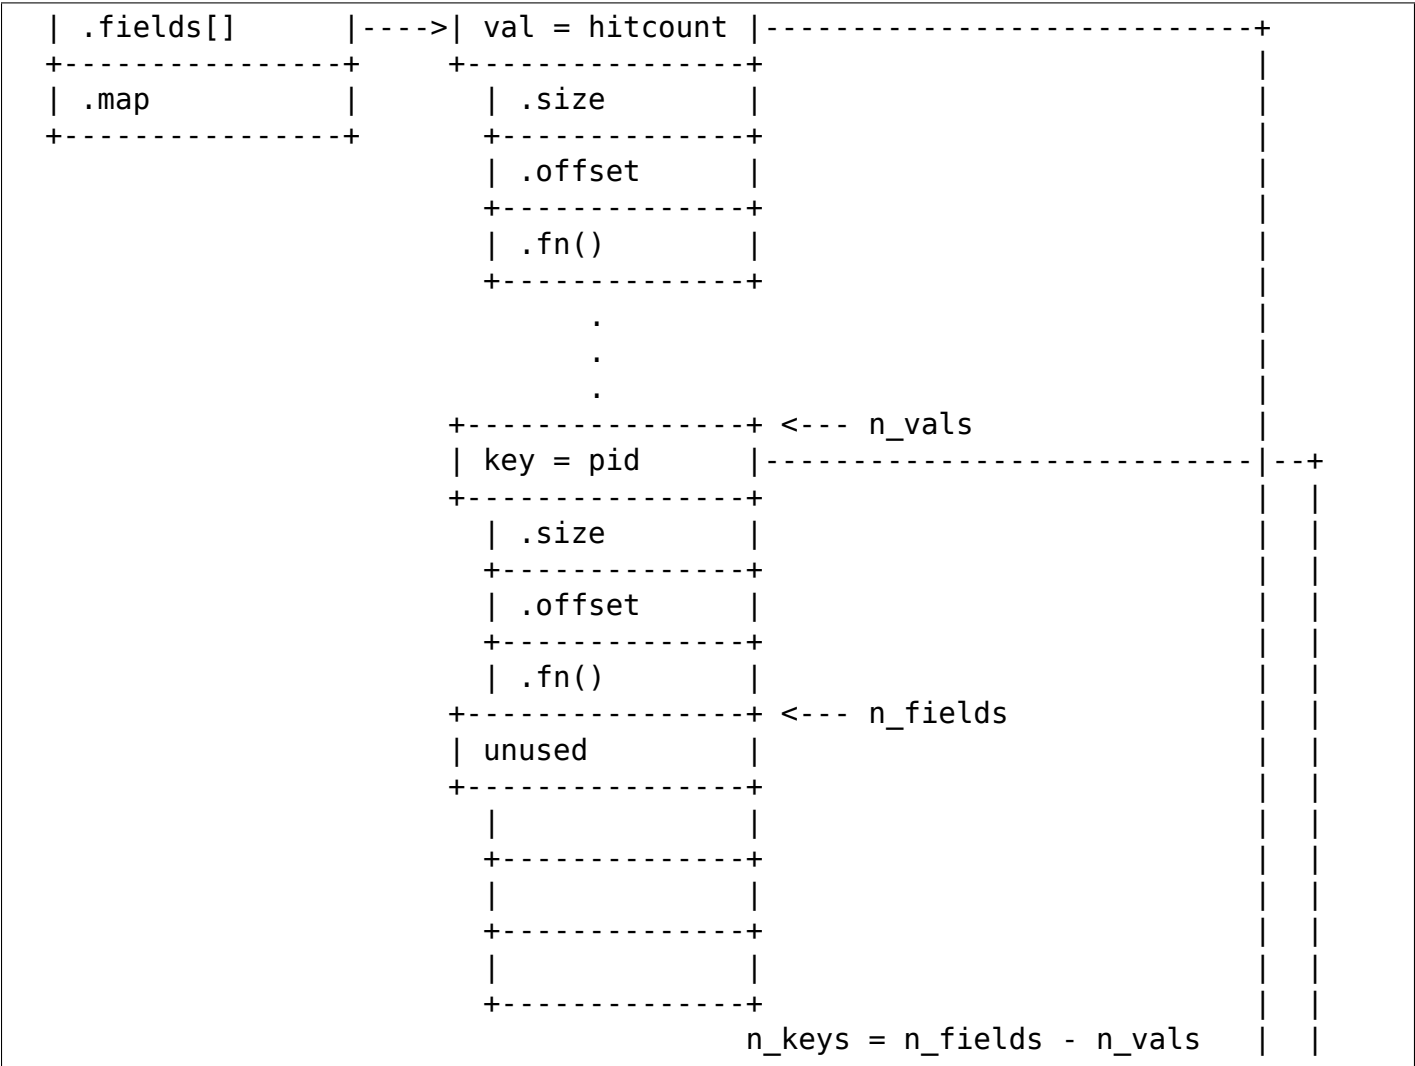 | .fields[]      |---->| val = hitcount |----------------------------+
+----------------+     +----------------+                            |
| .map           |       | .size        |                            |
+----------------+       +--------------+                            |
                         | .offset      |                            |
                         +--------------+                            |
                         | .fn()        |                            |
                         +--------------+                            |
                               .                                     |
                               .                                     |
                               .                                     |
                       +----------------+ <--- n_vals                |
                       | key = pid      |----------------------------|--+
                       +----------------+                            |  |
                         | .size        |                            |  |
                         +--------------+                            |  |
                         | .offset      |                            |  |
                         +--------------+                            |  |
                         | .fn()        |                            |  |
                       +----------------+ <--- n_fields              |  |
                       | unused         |                            |  |
                       +----------------+                            |  |
                         |              |                            |  |
                         +--------------+                            |  |
                         |              |                            |  |
                         +--------------+                            |  |
                         |              |                            |  |
                         +--------------+                            |  |
                                        n_keys = n_fields - n_vals   |  |